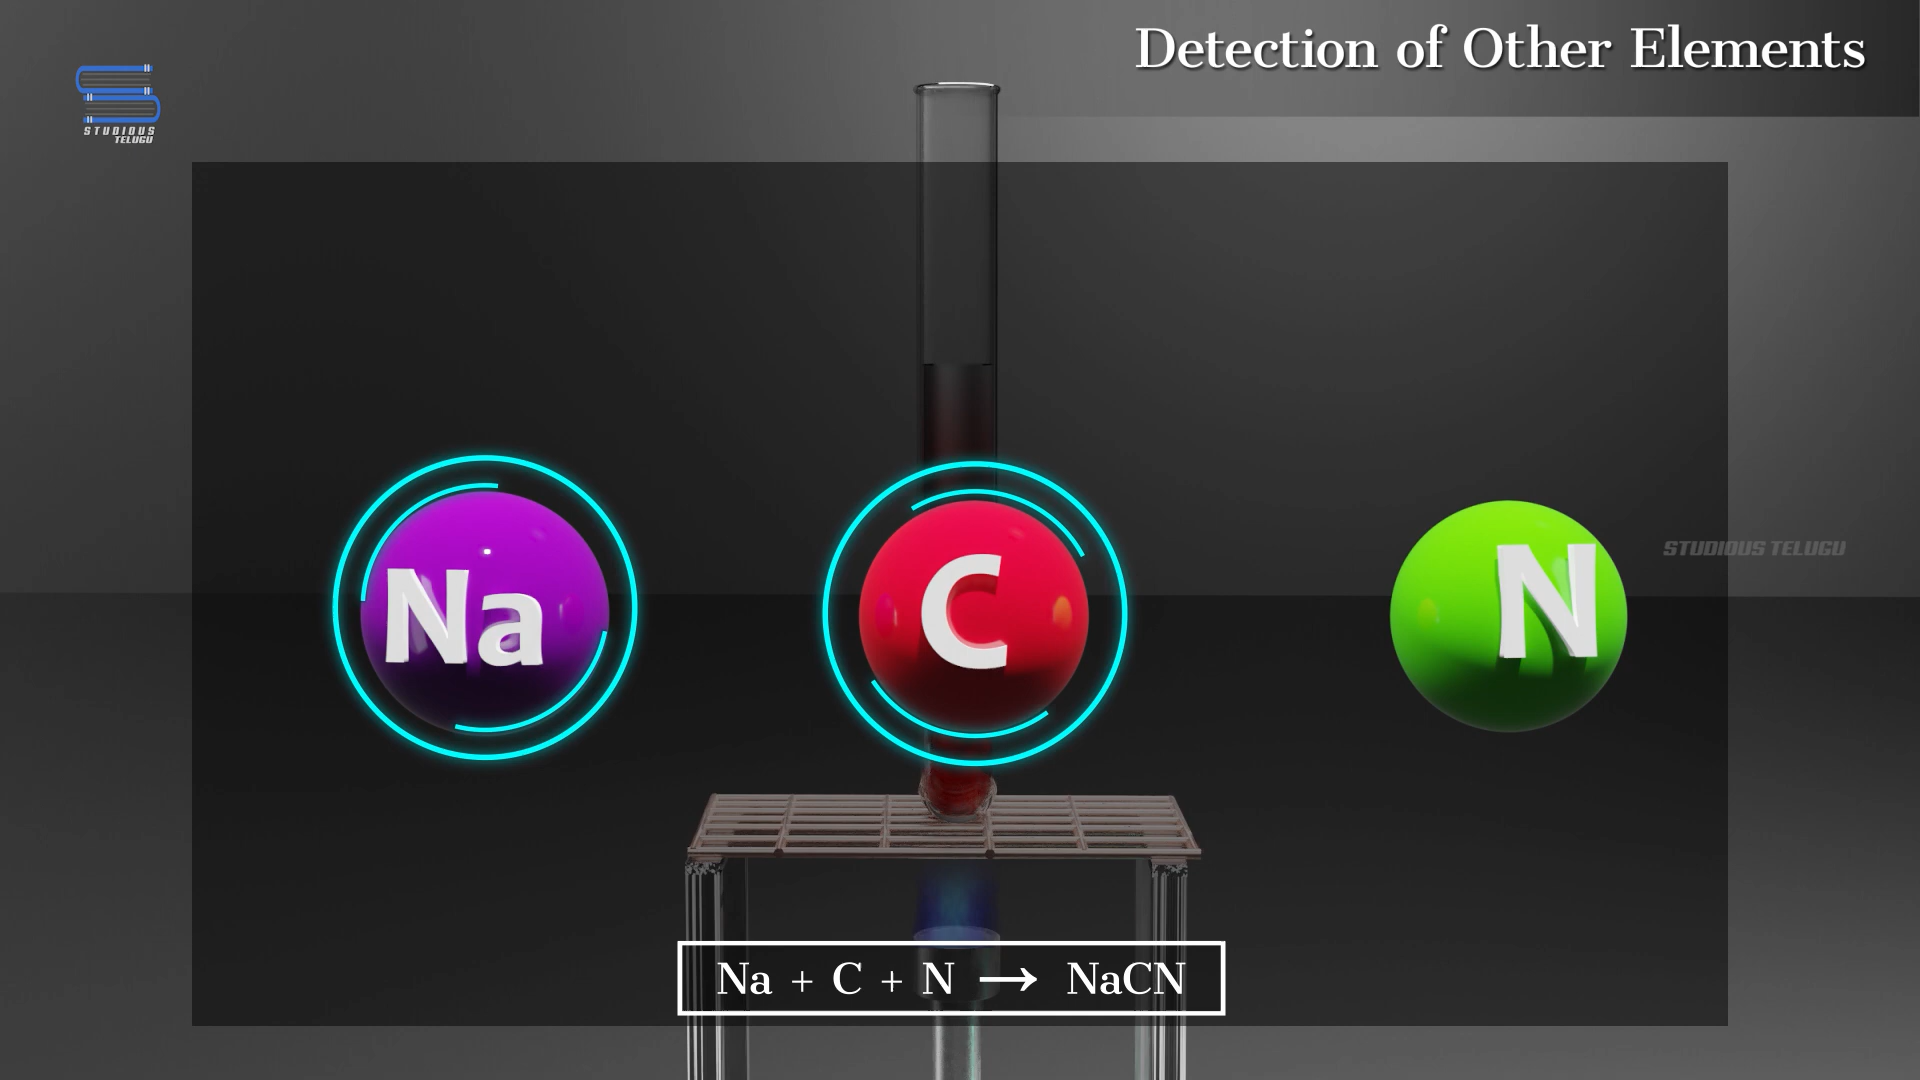 Detection of Other Elements
STUDIOUS
TELUGU
STUDIOUS TELUGU
Na
C
N
Na + C + N → NaCN